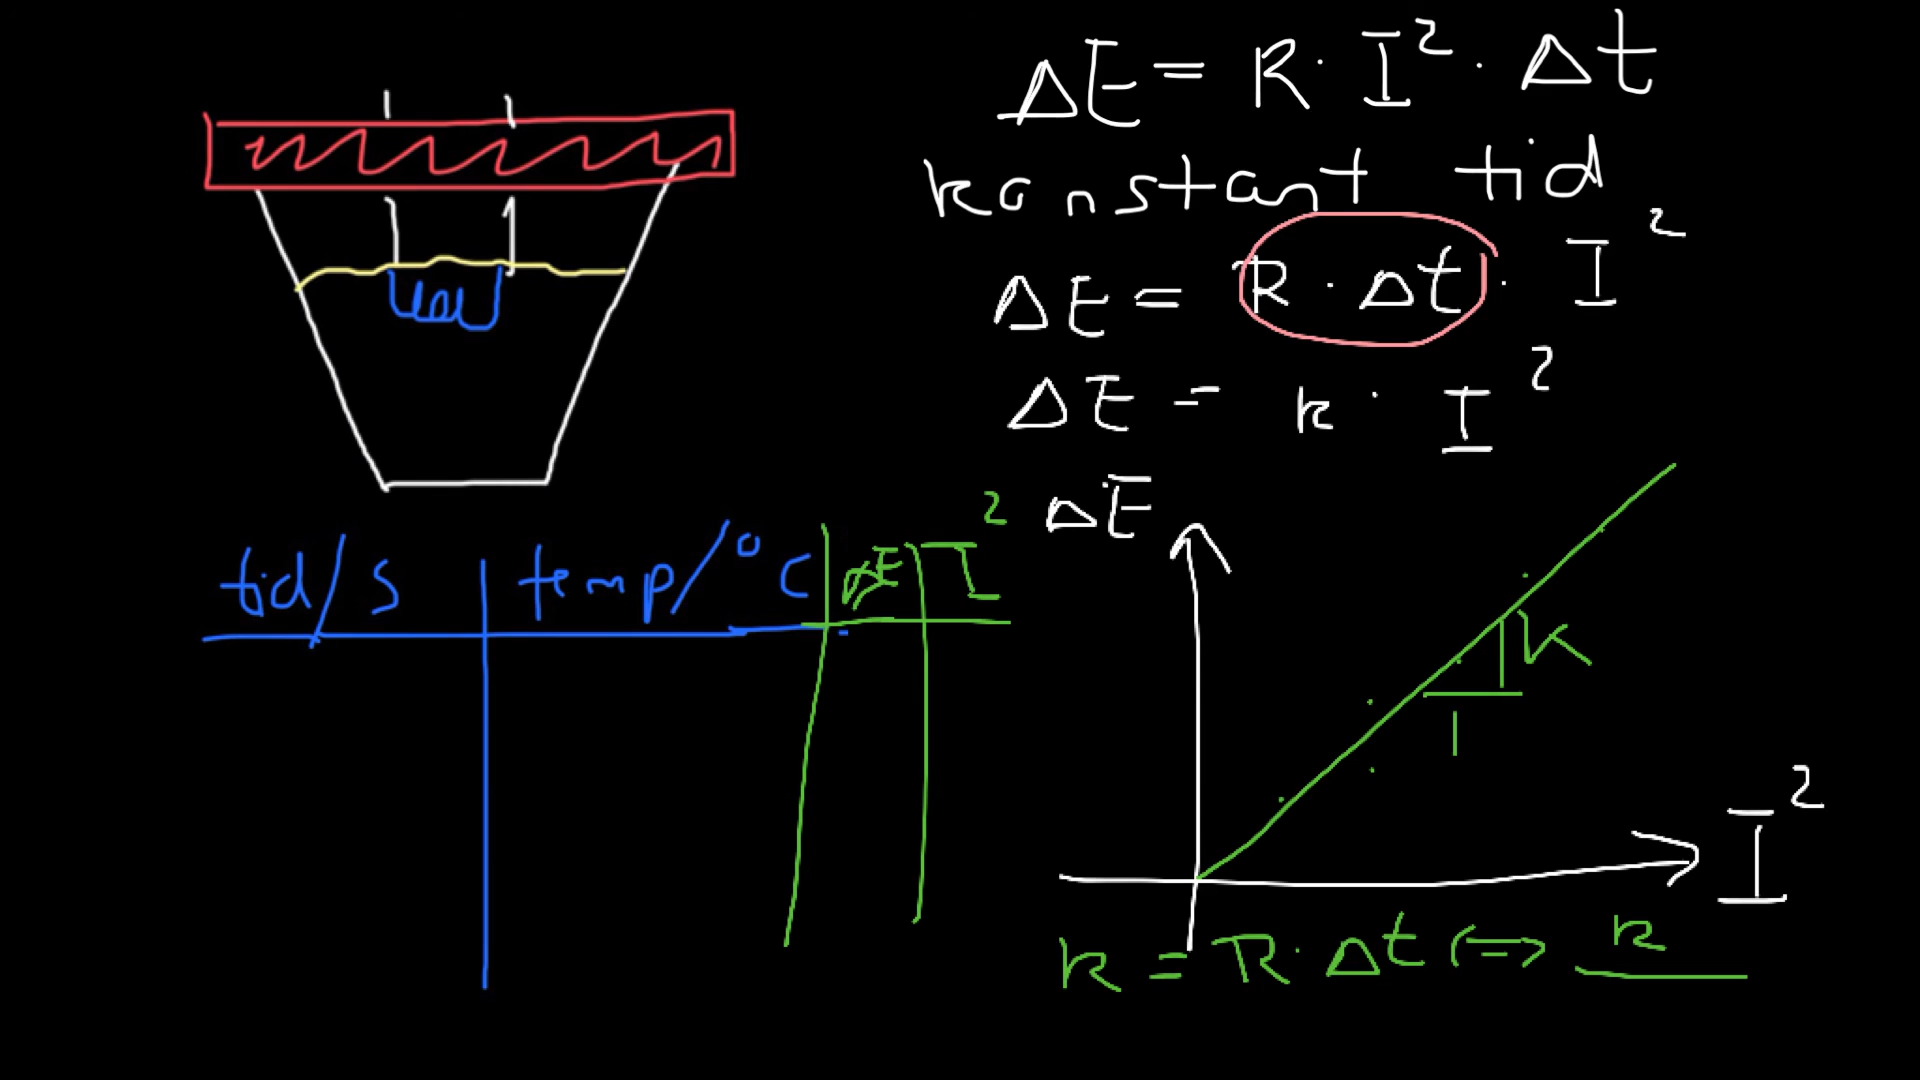 ΔE = R · I² · Δt
konstant tid
ΔE = R · Δt · I²
ΔE = k · I²
tid/s temp/°C ΔE I²
ΔE
k
1
I²
k = R · Δt <=> k